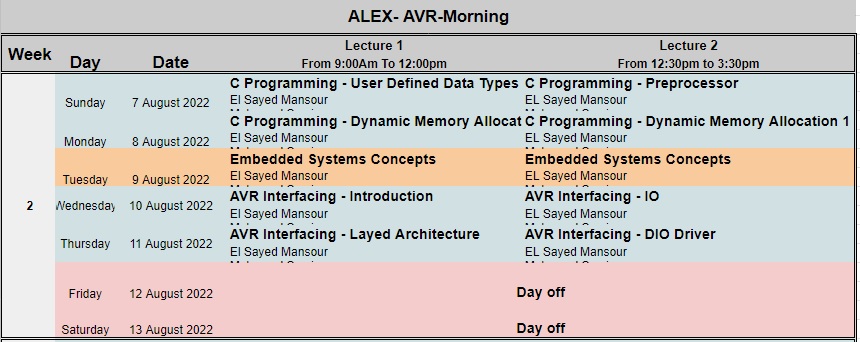 ALEX- AVR-Morning
Week Day Date
Lecture 1
From 9:00Am To 12:00pm
Lecture 2
From 12:30pm to 3:30pm
2
Sunday 7 August 2022
C Programming - User Defined Data Types
El Sayed Mansour
C Programming - Preprocessor
EL Sayed Mansour
Monday 8 August 2022
C Programming - Dynamic Memory Allocat
El Sayed Mansour
C Programming - Dynamic Memory Allocation 1
EL Sayed Mansour
Tuesday 9 August 2022
Embedded Systems Concepts
El Sayed Mansour
Embedded Systems Concepts
EL Sayed Mansour
Wednesday 10 August 2022
AVR Interfacing - Introduction
El Sayed Mansour
AVR Interfacing - IO
EL Sayed Mansour
Thursday 11 August 2022
AVR Interfacing - Layed Architecture
El Sayed Mansour
AVR Interfacing - DIO Driver
EL Sayed Mansour
Friday 12 August 2022
Day off
Saturday 13 August 2022
Day off